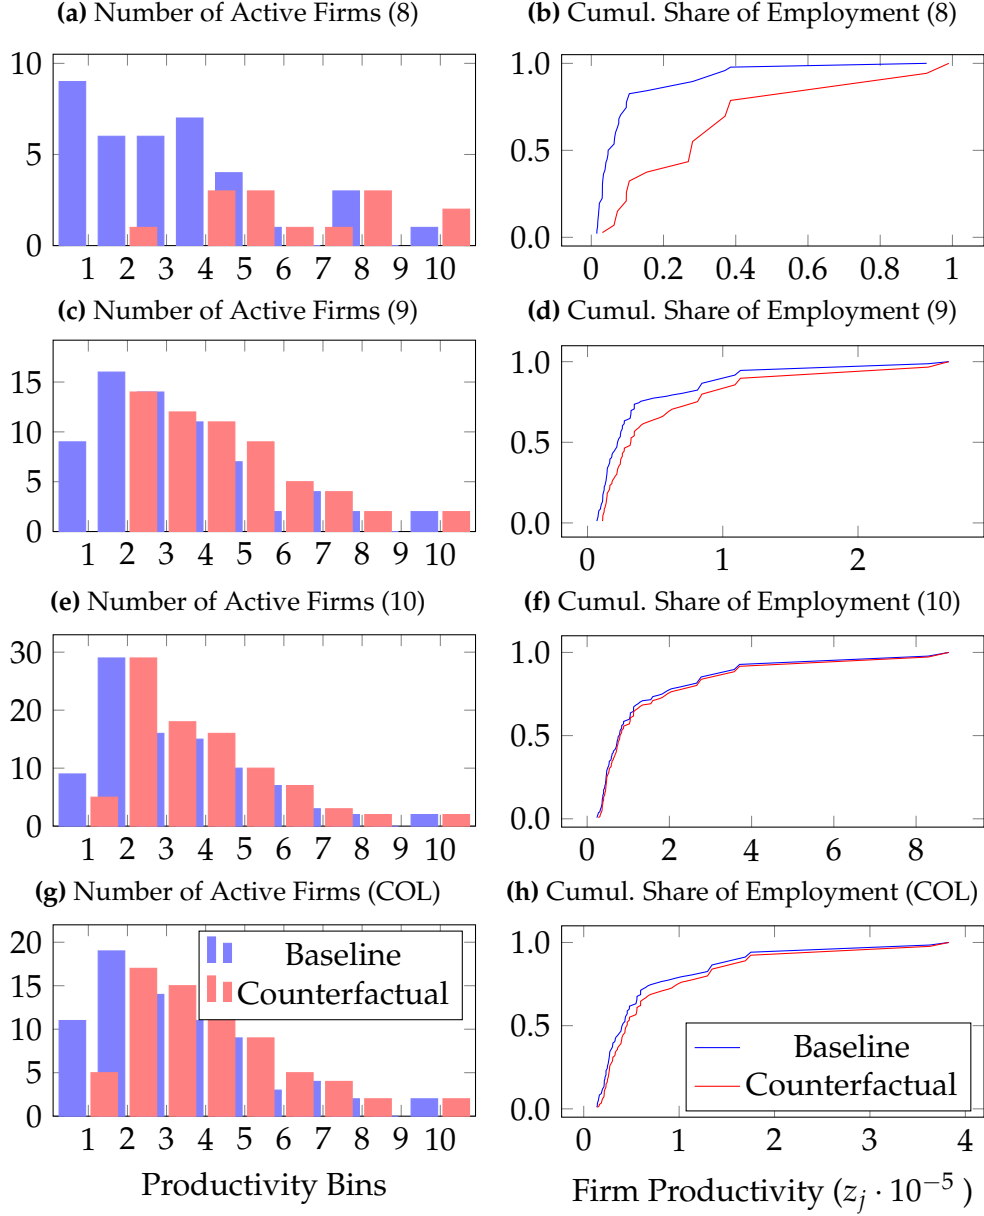 (a) Number of Active Firms (8)
(b) Cumul. Share of Employment (8)
10
5
0
1 2 3 4 5 6 7 8 9 10
1.0
0.5
0.0
0 0.2 0.4 0.6 0.8 1
(c) Number of Active Firms (9)
(d) Cumul. Share of Employment (9)
15
10
5
0
1 2 3 4 5 6 7 8 9 10
1.0
0.5
0.0
0 1 2
(e) Number of Active Firms (10)
(f) Cumul. Share of Employment (10)
30
20
10
0
1 2 3 4 5 6 7 8 9 10
1.0
0.5
0.0
0 2 4 6 8
(g) Number of Active Firms (COL)
(h) Cumul. Share of Employment (COL)
20
15
10
5
0
Baseline
Counterfactual
1 2 3 4 5 6 7 8 9 10
Productivity Bins
1.0
0.5
0.0
Baseline
Counterfactual
0 1 2 3 4
Firm Productivity (z_j · 10⁻⁵)